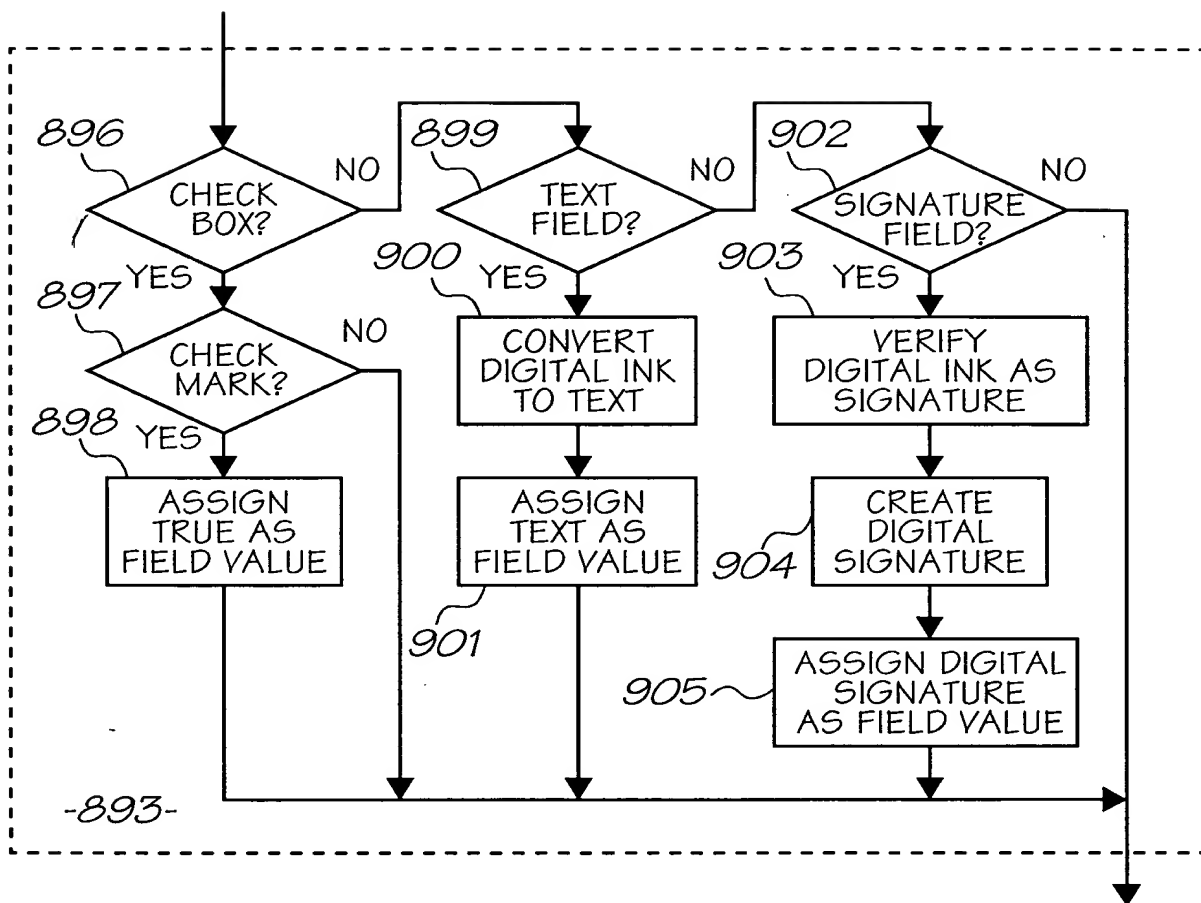 896
CHECK
BOX?
NO
YES
897
CHECK
MARK?
NO
YES
898
ASSIGN
TRUE AS
FIELD VALUE
899
TEXT
FIELD?
NO
YES
900
CONVERT
DIGITAL INK
TO TEXT
ASSIGN
TEXT AS
FIELD VALUE
901
902
SIGNATURE
FIELD?
NO
YES
903
VERIFY
DIGITAL INK AS
SIGNATURE
CREATE
DIGITAL
SIGNATURE
904
ASSIGN DIGITAL
SIGNATURE
AS FIELD VALUE
905
-893-